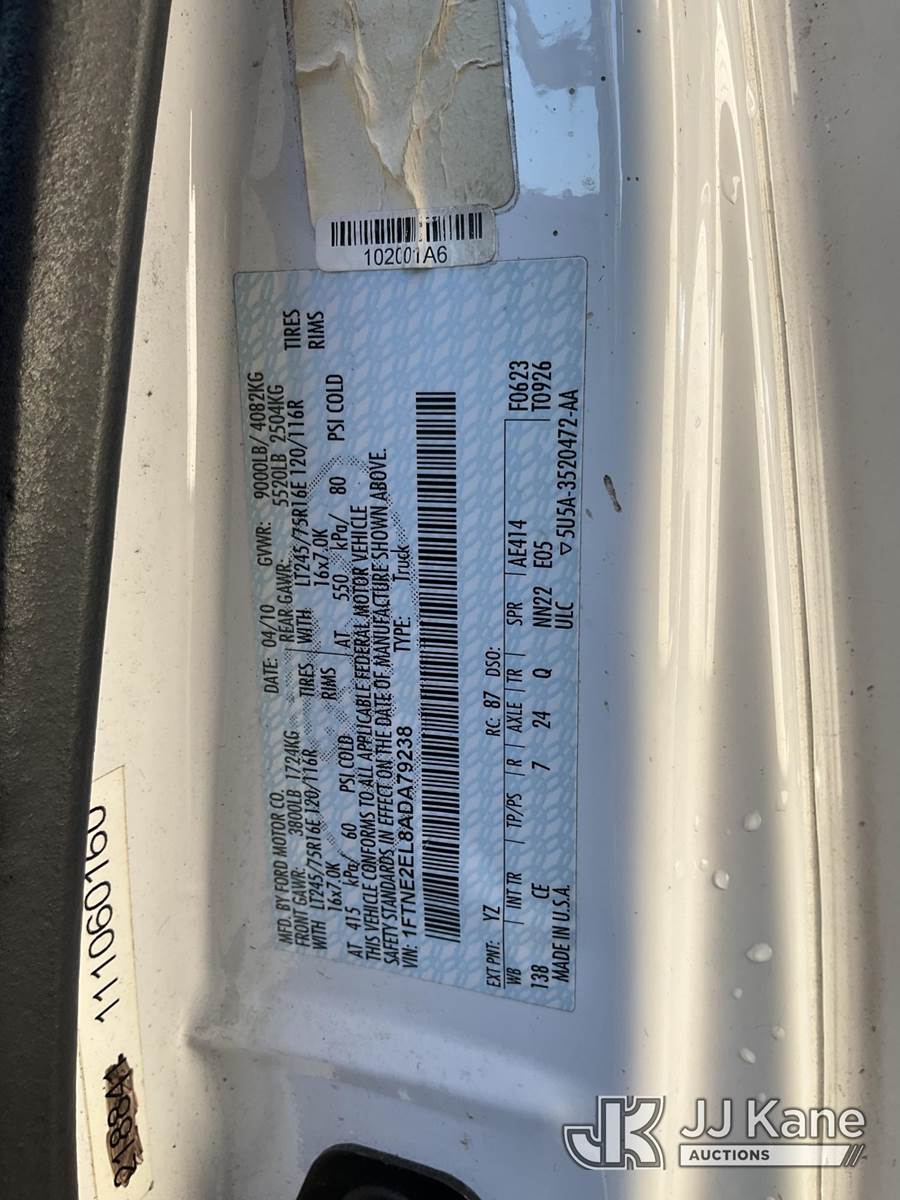 102001A6
MFD. BY FORD MOTOR CO. DATE: 04/10 GVWR: 9000LB/ 4082KG
FRONT GAWR: 3800LB 1724KG REAR GAWR: 5520LB 2504KG
WITH LT245/75R16E 120/116R TIRES WITH LT245/75R16E 120/116R TIRES
16x7.0K RIMS 16x7.0K RIMS
AT 415 kPa/ 60 PSI COLD AT 550 kPa/ 80 PSI COLD
THIS VEHICLE CONFORMS TO ALL APPLICABLE FEDERAL MOTOR VEHICLE
SAFETY STANDARDS IN EFFECT ON THE DATE OF MANUFACTURE SHOWN ABOVE.
VIN: 1FTNE2EL8ADA79238 TYPE: Truck
EXT PNT: YZ RC: 87 DSO: F0623
WB INT TR TP/PS R AXLE TR SPR AE414 T0926
138 CE 7 24 Q NN22 E05
MADE IN U.S.A. ULC ▽5U5A-3520472-AA
111060160
JJ Kane
AUCTIONS